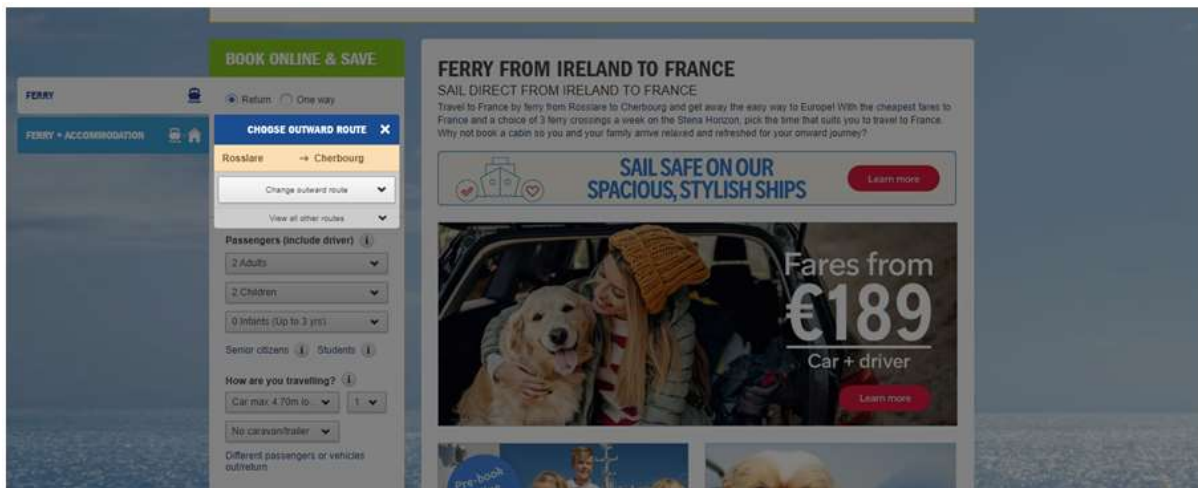 BOOK ONLINE & SAVE
FERRY
FERRY + ACCOMMODATION
Return
One way
CHOOSE OUTWARD ROUTE X
Rosslare → Cherbourg
Change outward route
View all other routes
Passengers (include driver) i
2 Adults
2 Children
0 Infants (Up to 3 yrs)
Senior citizens i Students i
How are you travelling? i
Car max 4.70m lo... 1
No caravan/trailer
Different passengers or vehicles
out/return
FERRY FROM IRELAND TO FRANCE
SAIL DIRECT FROM IRELAND TO FRANCE
Travel to France by ferry from Rosslare to Cherbourg and get away the easy way to Europe! With the cheapest fares to
France and a choice of 3 ferry crossings a week on the Stena Horizon, pick the time that suits you to travel to France.
Why not book a cabin so you and your family arrive relaxed and refreshed for your onward journey?
SAIL SAFE ON OUR
SPACIOUS, STYLISH SHIPS
Learn more
Fares from
€189
Car + driver
Learn more
Pre-book